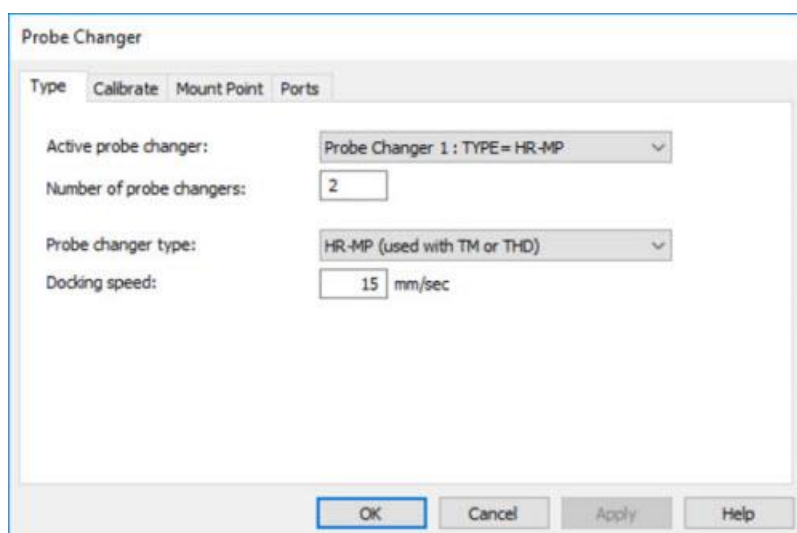 Probe Changer
Type Calibrate Mount Point Ports
Active probe changer: Probe Changer 1 : TYPE= HR-MP
Number of probe changers: 2
Probe changer type: HR-MP (used with TM or THD)
Docking speed: 15 mm/sec
OK Cancel Apply Help